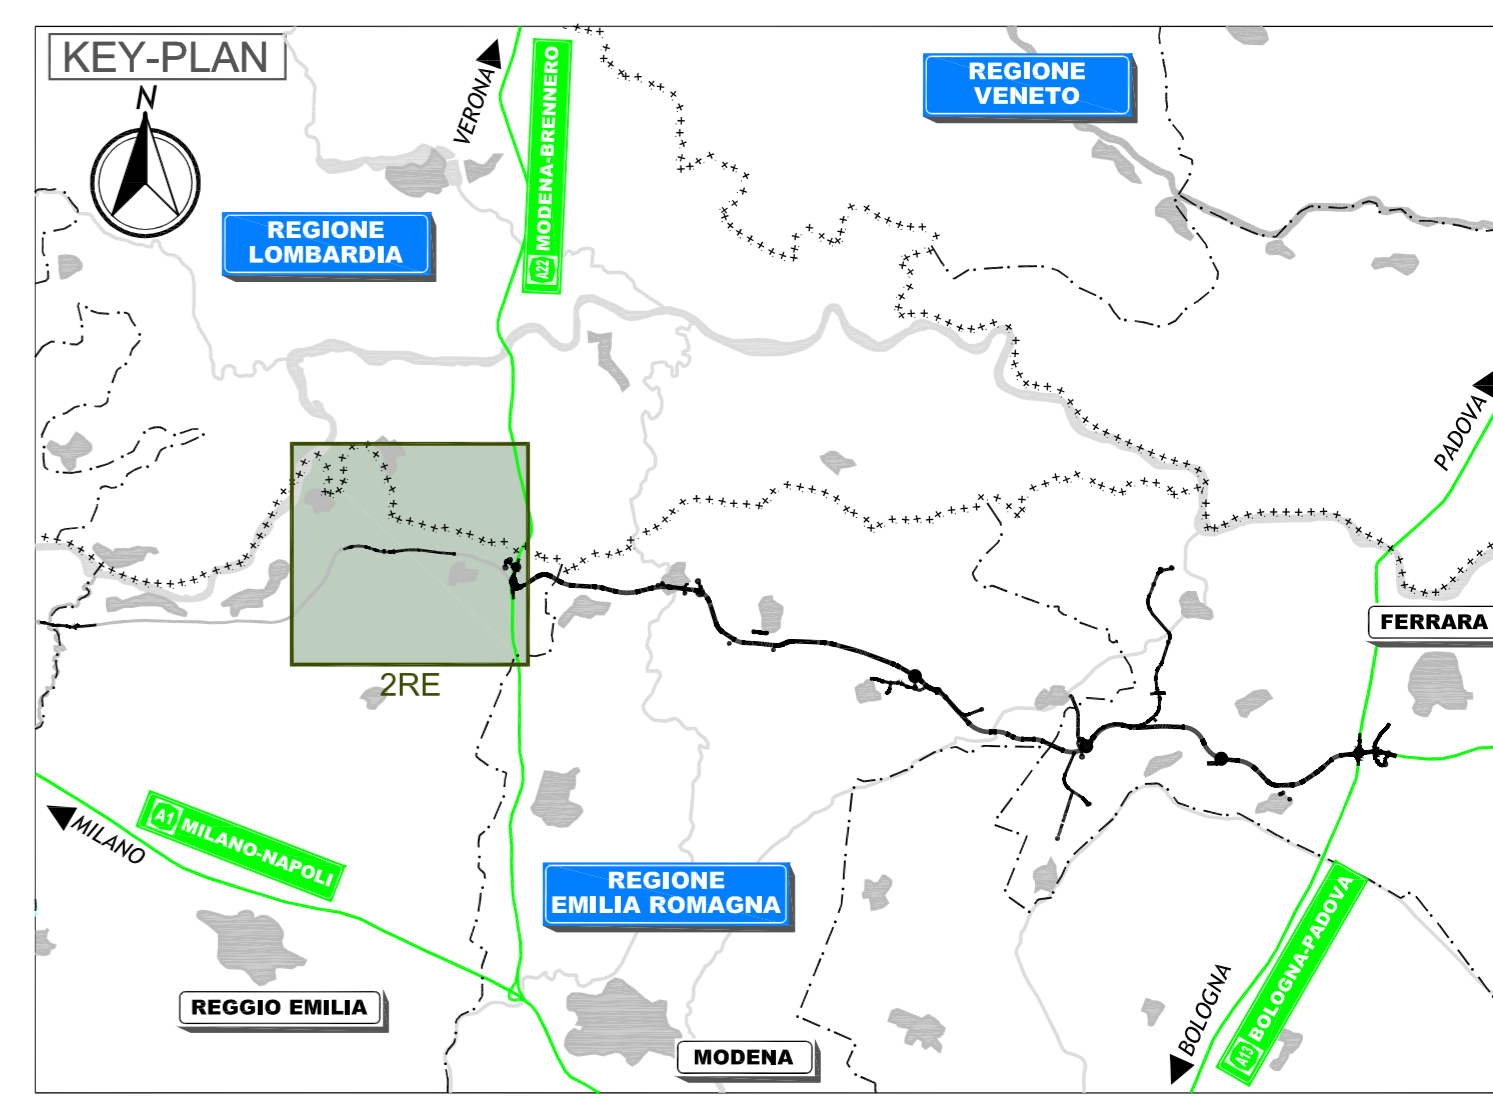 KEY-PLAN
N
VERONA
A22 MODENA-BRENNERO
REGIONE
VENETO
REGIONE
LOMBARDIA
PADOVA
FERRARA
2RE
A1 MILANO-NAPOLI
MILANO
REGIONE
EMILIA ROMAGNA
A13 BOLOGNA-PADOVA
BOLOGNA
REGGIO EMILIA
MODENA